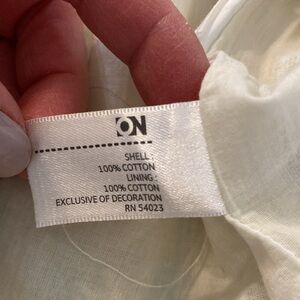 ON
SHELL :
100% COTTON
LINING :
100% COTTON
EXCLUSIVE OF DECORATION
RN 54023